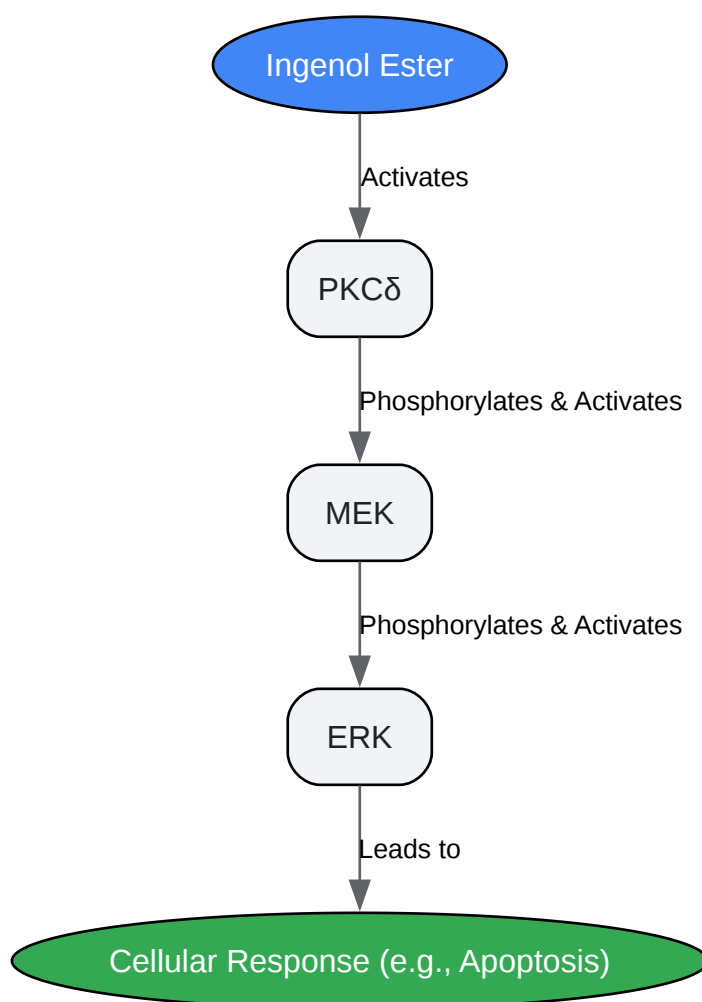 Ingenol Ester
Activates
PKCδ
Phosphorylates & Activates
MEK
Phosphorylates & Activates
ERK
Leads to
Cellular Response (e.g., Apoptosis)